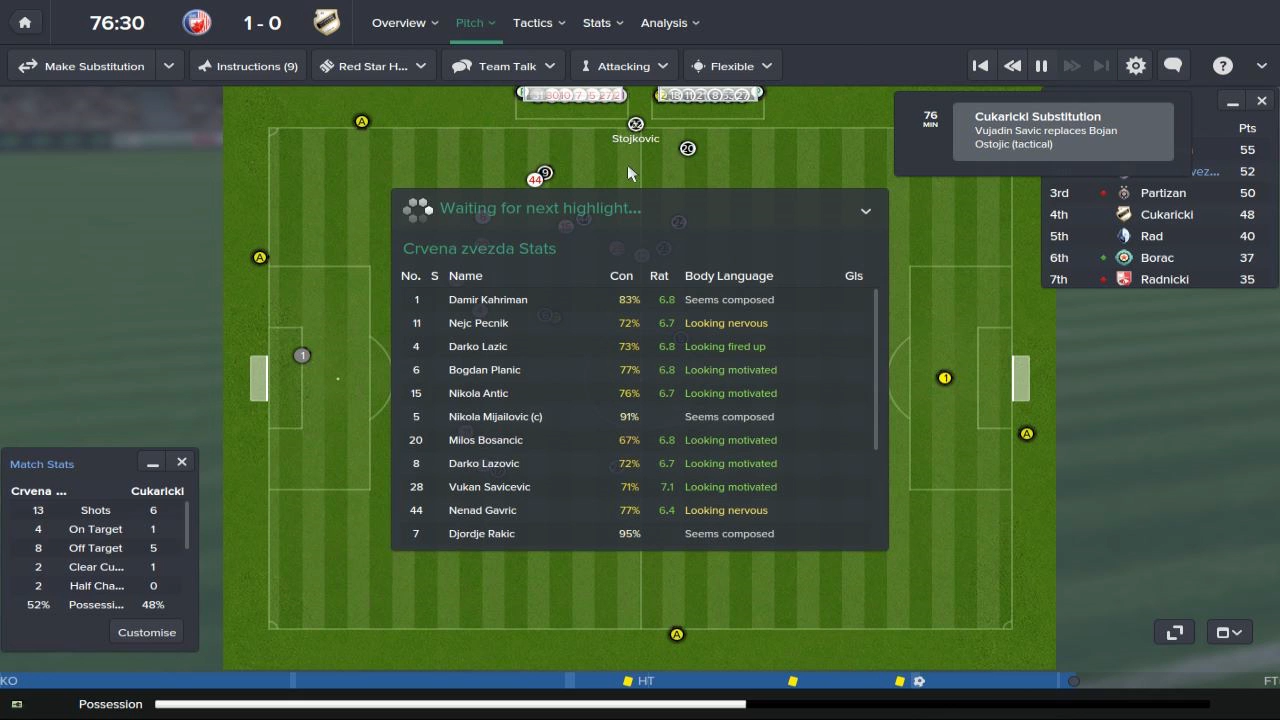 76:30
1 - 0
Overview
Pitch
Tactics
Stats
Analysis
Make Substitution
Instructions (9)
Red Star H...
Team Talk
Attacking
Flexible
?
76
MIN
Cukaricki Substitution
Vujadin Savic replaces Bojan
Ostojic (tactical)
Pts
55
vez... 52
3rd Partizan 50
4th Cukaricki 48
5th Rad 40
6th Borac 37
7th Radnicki 35
A
Stojkovic
20
44 9
A
1
1
A
A
Waiting for next highlight...
Crvena zvezda Stats
No. S Name Con Rat Body Language Gls
1 Damir Kahriman 83% 6.8 Seems composed
11 Nejc Pecnik 72% 6.7 Looking nervous
4 Darko Lazic 73% 6.8 Looking fired up
6 Bogdan Planic 77% 6.8 Looking motivated
15 Nikola Antic 76% 6.7 Looking motivated
5 Nikola Mijailovic (c) 91% Seems composed
20 Milos Bosancic 67% 6.8 Looking motivated
8 Darko Lazovic 72% 6.7 Looking motivated
28 Vukan Savicevic 71% 7.1 Looking motivated
44 Nenad Gavric 77% 6.4 Looking nervous
7 Djordje Rakic 95% Seems composed
Match Stats
Crvena ... Cukaricki
13 Shots 6
4 On Target 1
8 Off Target 5
2 Clear Cu... 1
2 Half Cha... 0
52% Possessi... 48%
Customise
KO
HT
FT
Possession